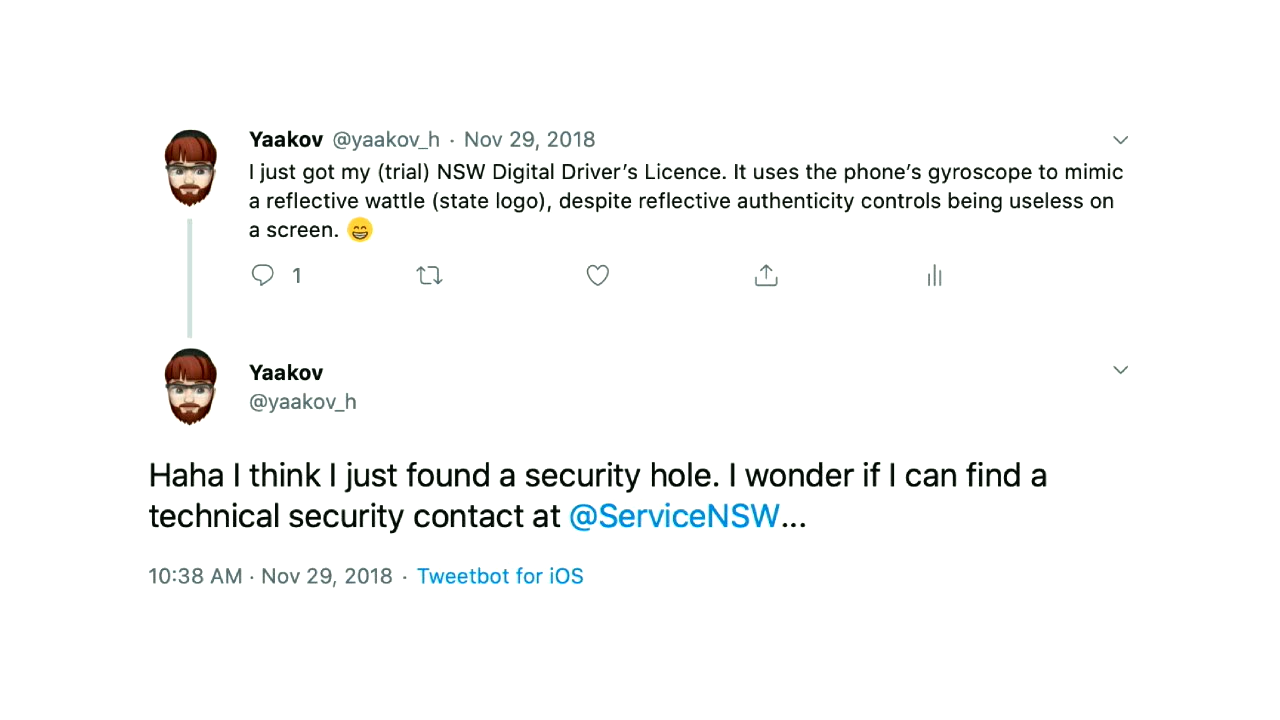 Yaakov @yaakov_h · Nov 29, 2018
I just got my (trial) NSW Digital Driver's Licence. It uses the phone's gyroscope to mimic
a reflective wattle (state logo), despite reflective authenticity controls being useless on
a screen. 😄
1
Yaakov
@yaakov_h
Haha I think I just found a security hole. I wonder if I can find a
technical security contact at @ServiceNSW...
10:38 AM · Nov 29, 2018 · Tweetbot for iOS